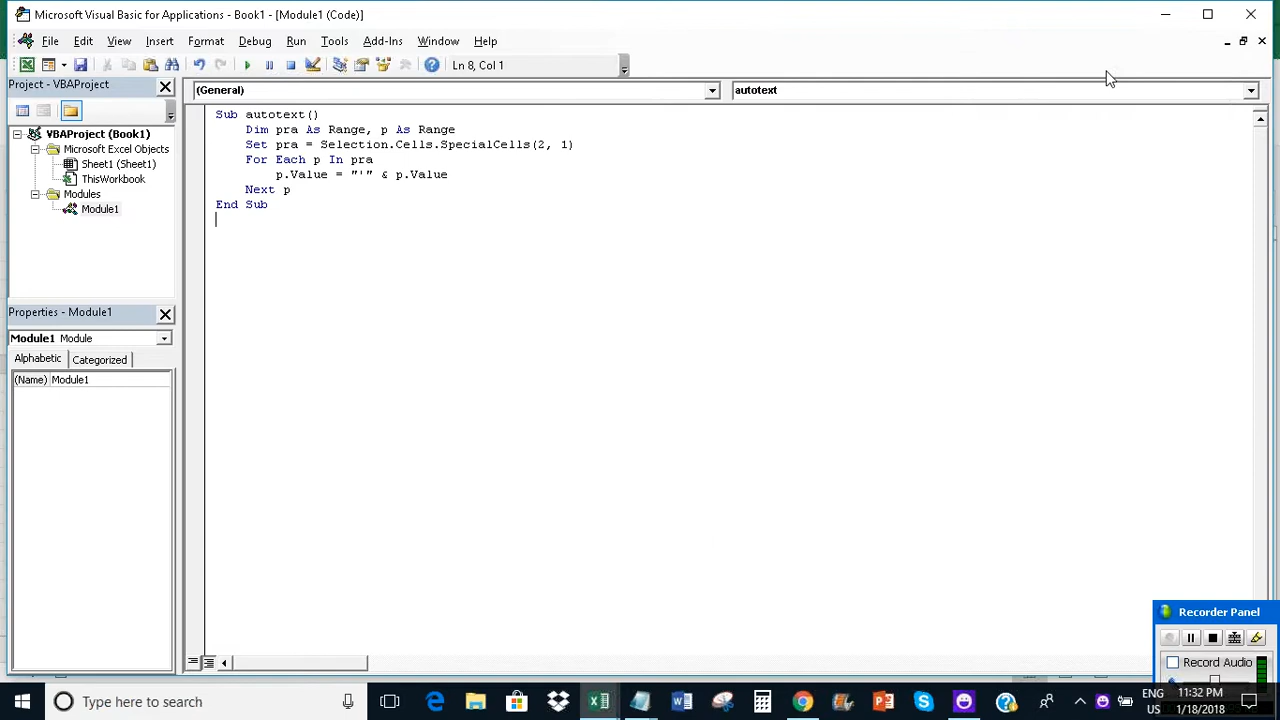 Microsoft Visual Basic for Applications - Book1 - [Module1 (Code)]
File Edit View Insert Format Debug Run Tools Add-Ins Window Help
Ln 8, Col 1
Project - VBAProject
(General)
autotext
VBAProject (Book1)
Microsoft Excel Objects
Sheet1 (Sheet1)
ThisWorkbook
Modules
Module1
Sub autotext()
Dim pra As Range, p As Range
Set pra = Selection.Cells.SpecialCells(2, 1)
For Each p In pra
p.Value = "'" & p.Value
Next p
End Sub
Properties - Module1
Module1 Module
Alphabetic Categorized
(Name) Module1
Recorder Panel
Record Audio
Type here to search
ENG
US
11:32 PM
1/18/2018